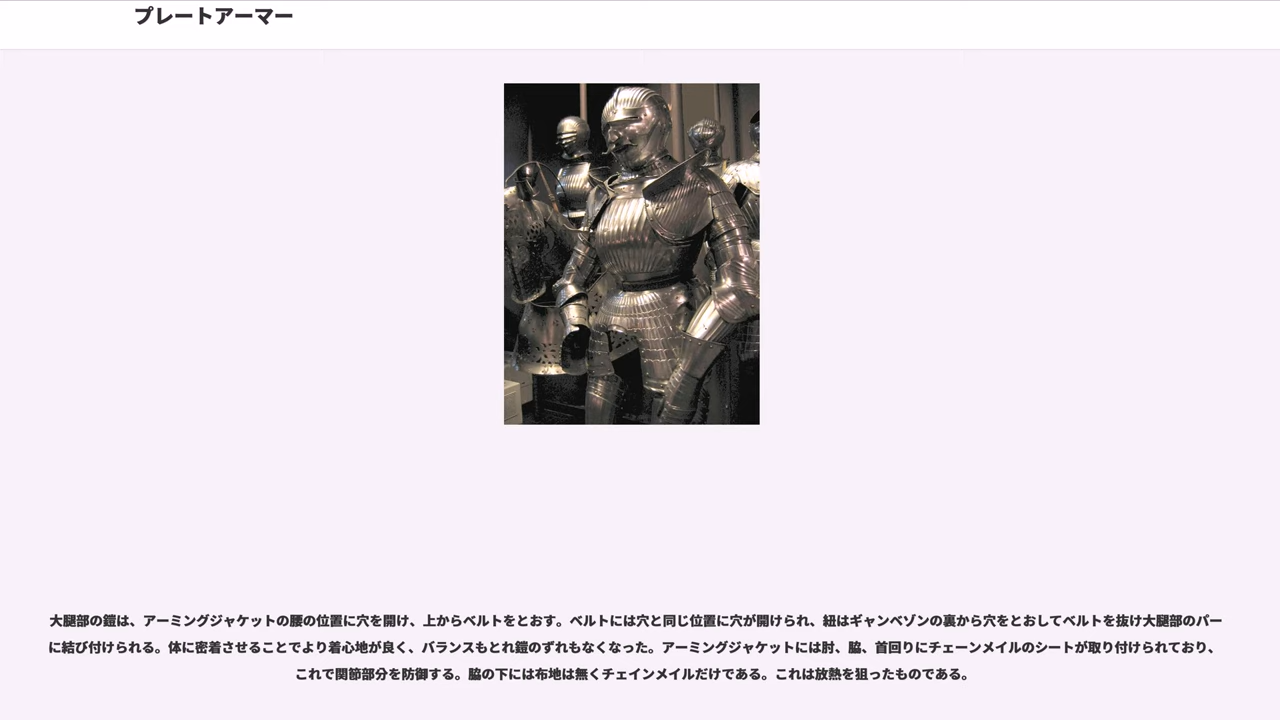 プレートアーマー
大腿部の鎧は、アーミングジャケットの腰の位置に穴を開け、上からベルトをとおす。ベルトには穴と同じ位置に穴が開けられ、紐はギャンベゾンの裏から穴をとおしてベルトを抜け大腿部のパー
に結び付けられる。体に密着させることでより着心地が良く、バランスもとれ鎧のずれもなくなった。アーミングジャケットには肘、脇、首回りにチェーンメイルのシートが取り付けられており、
これで関節部分を防御する。脇の下には布地は無くチェインメイルだけである。これは放熱を狙ったものである。